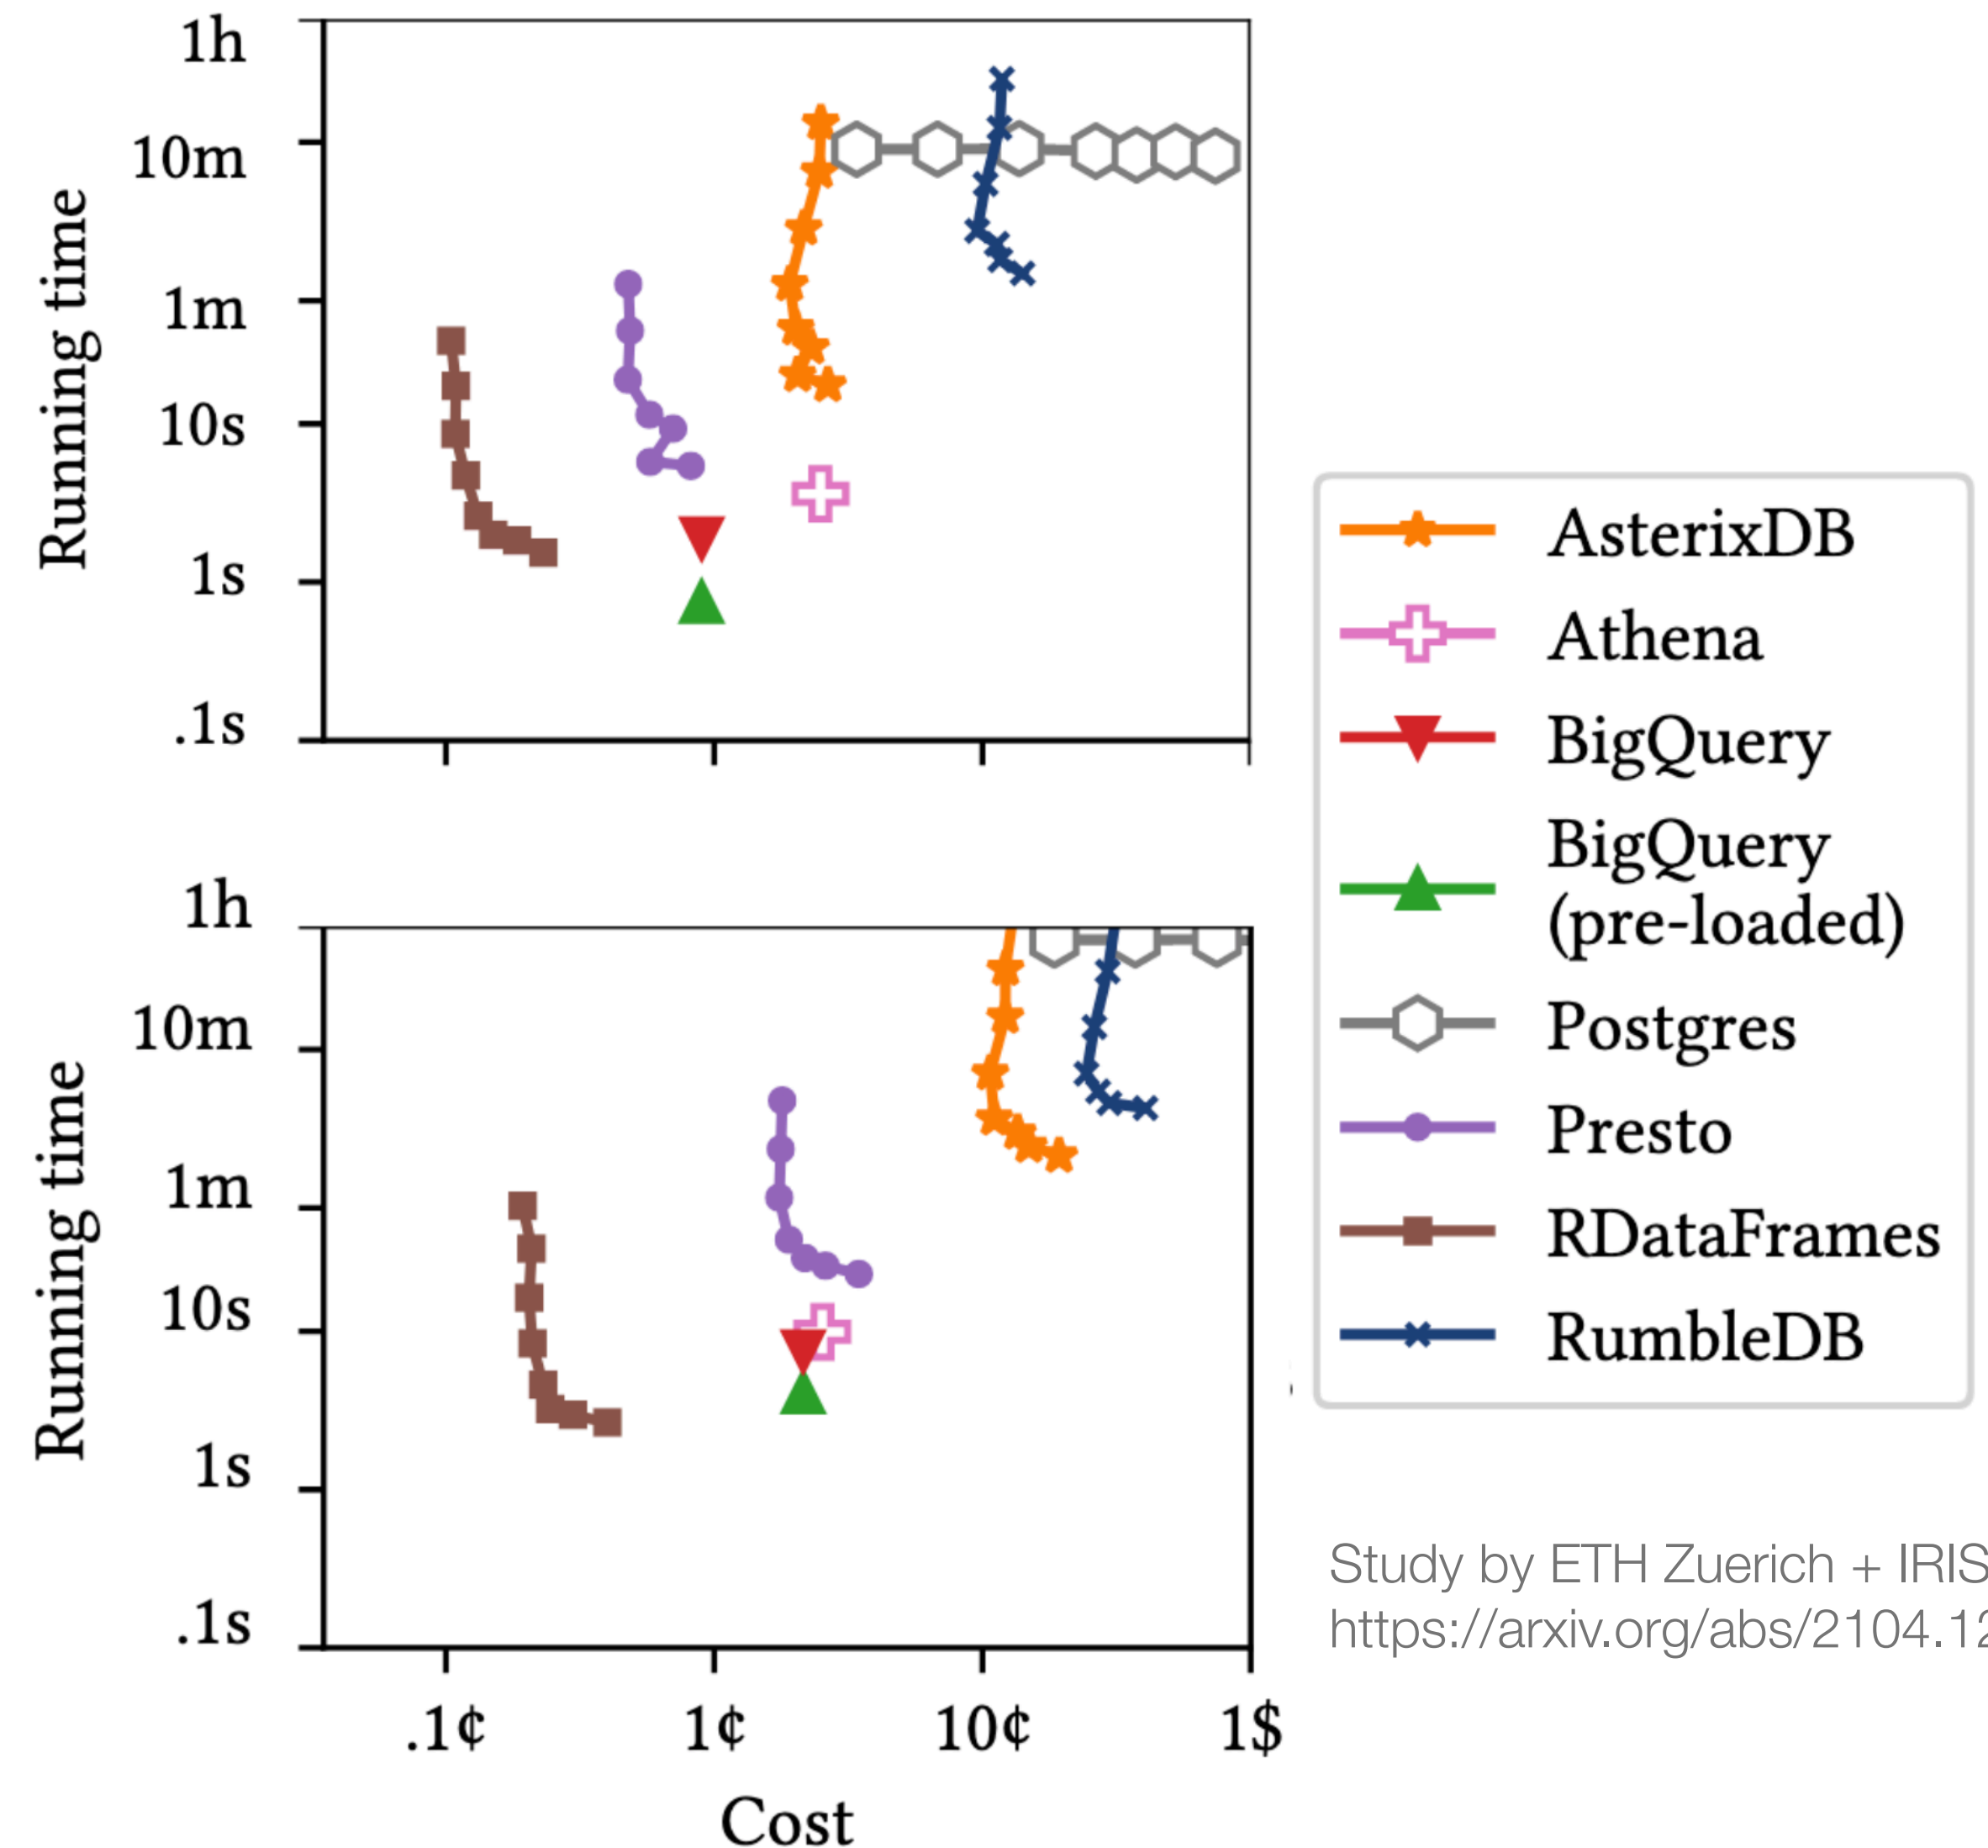 1h
10m
1m
10s
1s
.1s
Running time
1h
10m
1m
10s
1s
.1s
Running time
.1¢
1¢
10¢
1$
Cost
AsterixDB
Athena
BigQuery
BigQuery
(pre-loaded)
Postgres
Presto
RDataFrames
RumbleDB
Study by ETH Zuerich + IRIS
https://arxiv.org/abs/2104.12